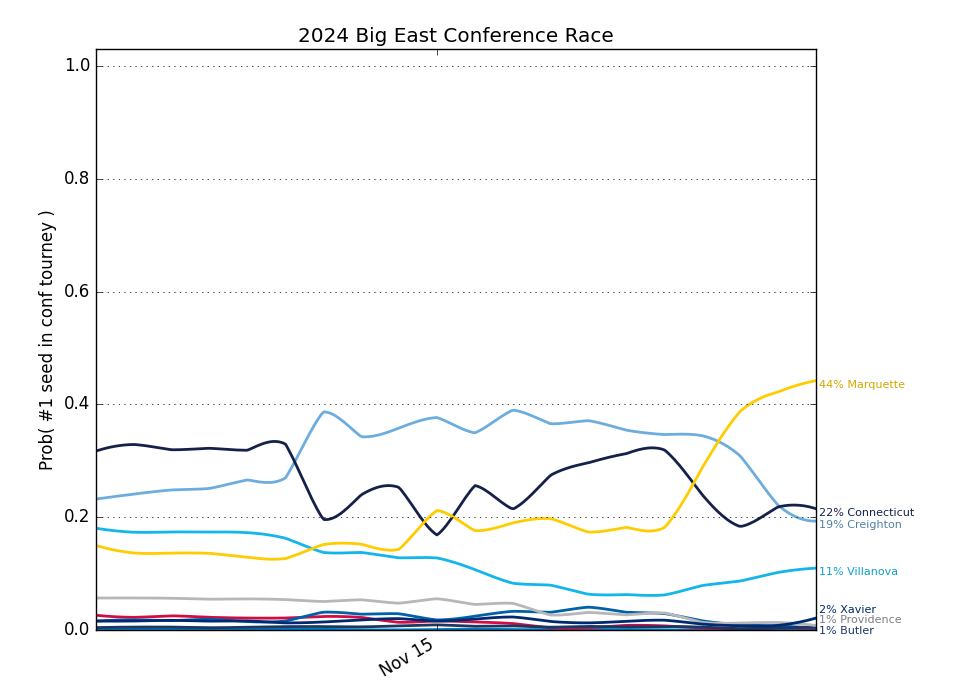 2024 Big East Conference Race
Prob( #1 seed in conf tourney )
1.0
0.8
0.6
0.4
0.2
0.0
Nov 15
44% Marquette
22% Connecticut
19% Creighton
11% Villanova
2% Xavier
1% Providence
1% Butler